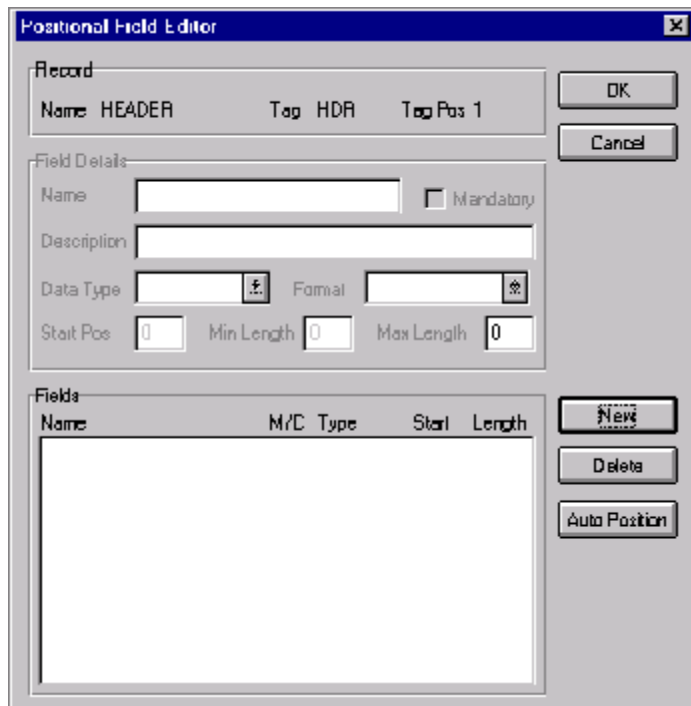 Positional Field Editor
Record
Name HEADER Tag HDR Tag Pos 1
OK
Cancel
Field Details
Name Mandatory
Description
Data Type Format
Start Pos 0 Min Length 0 Max Length 0
Fields
Name M/C Type Start Length
New
Delete
Auto Position